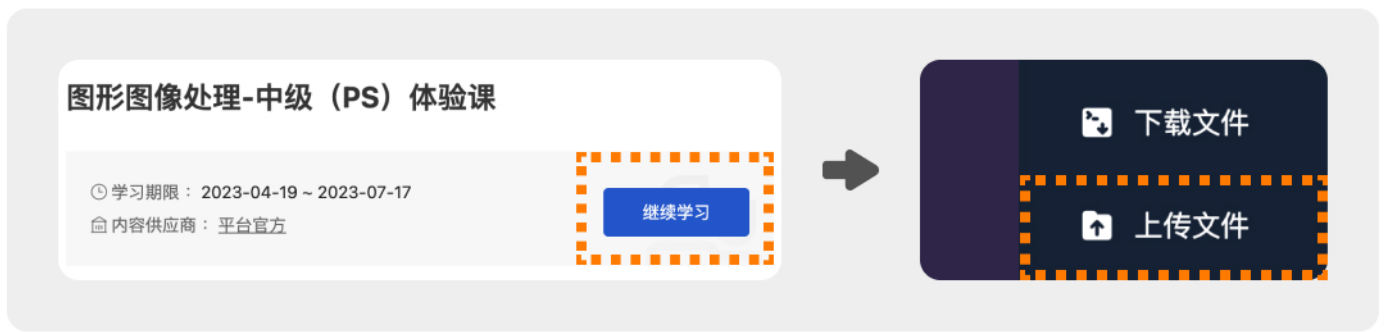 图形图像处理-中级（PS）体验课
学习期限： 2023-04-19 ~ 2023-07-17
内容供应商： 平台官方
继续学习
下载文件
上传文件